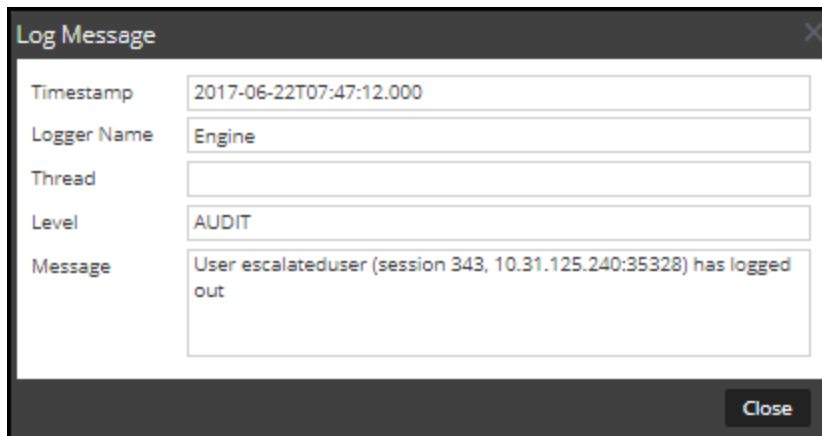 Log Message
Timestamp 2017-06-22T07:47:12.000
Logger Name Engine
Thread
Level AUDIT
Message User escalateduser (session 343, 10.31.125.240:35328) has logged
out
Close